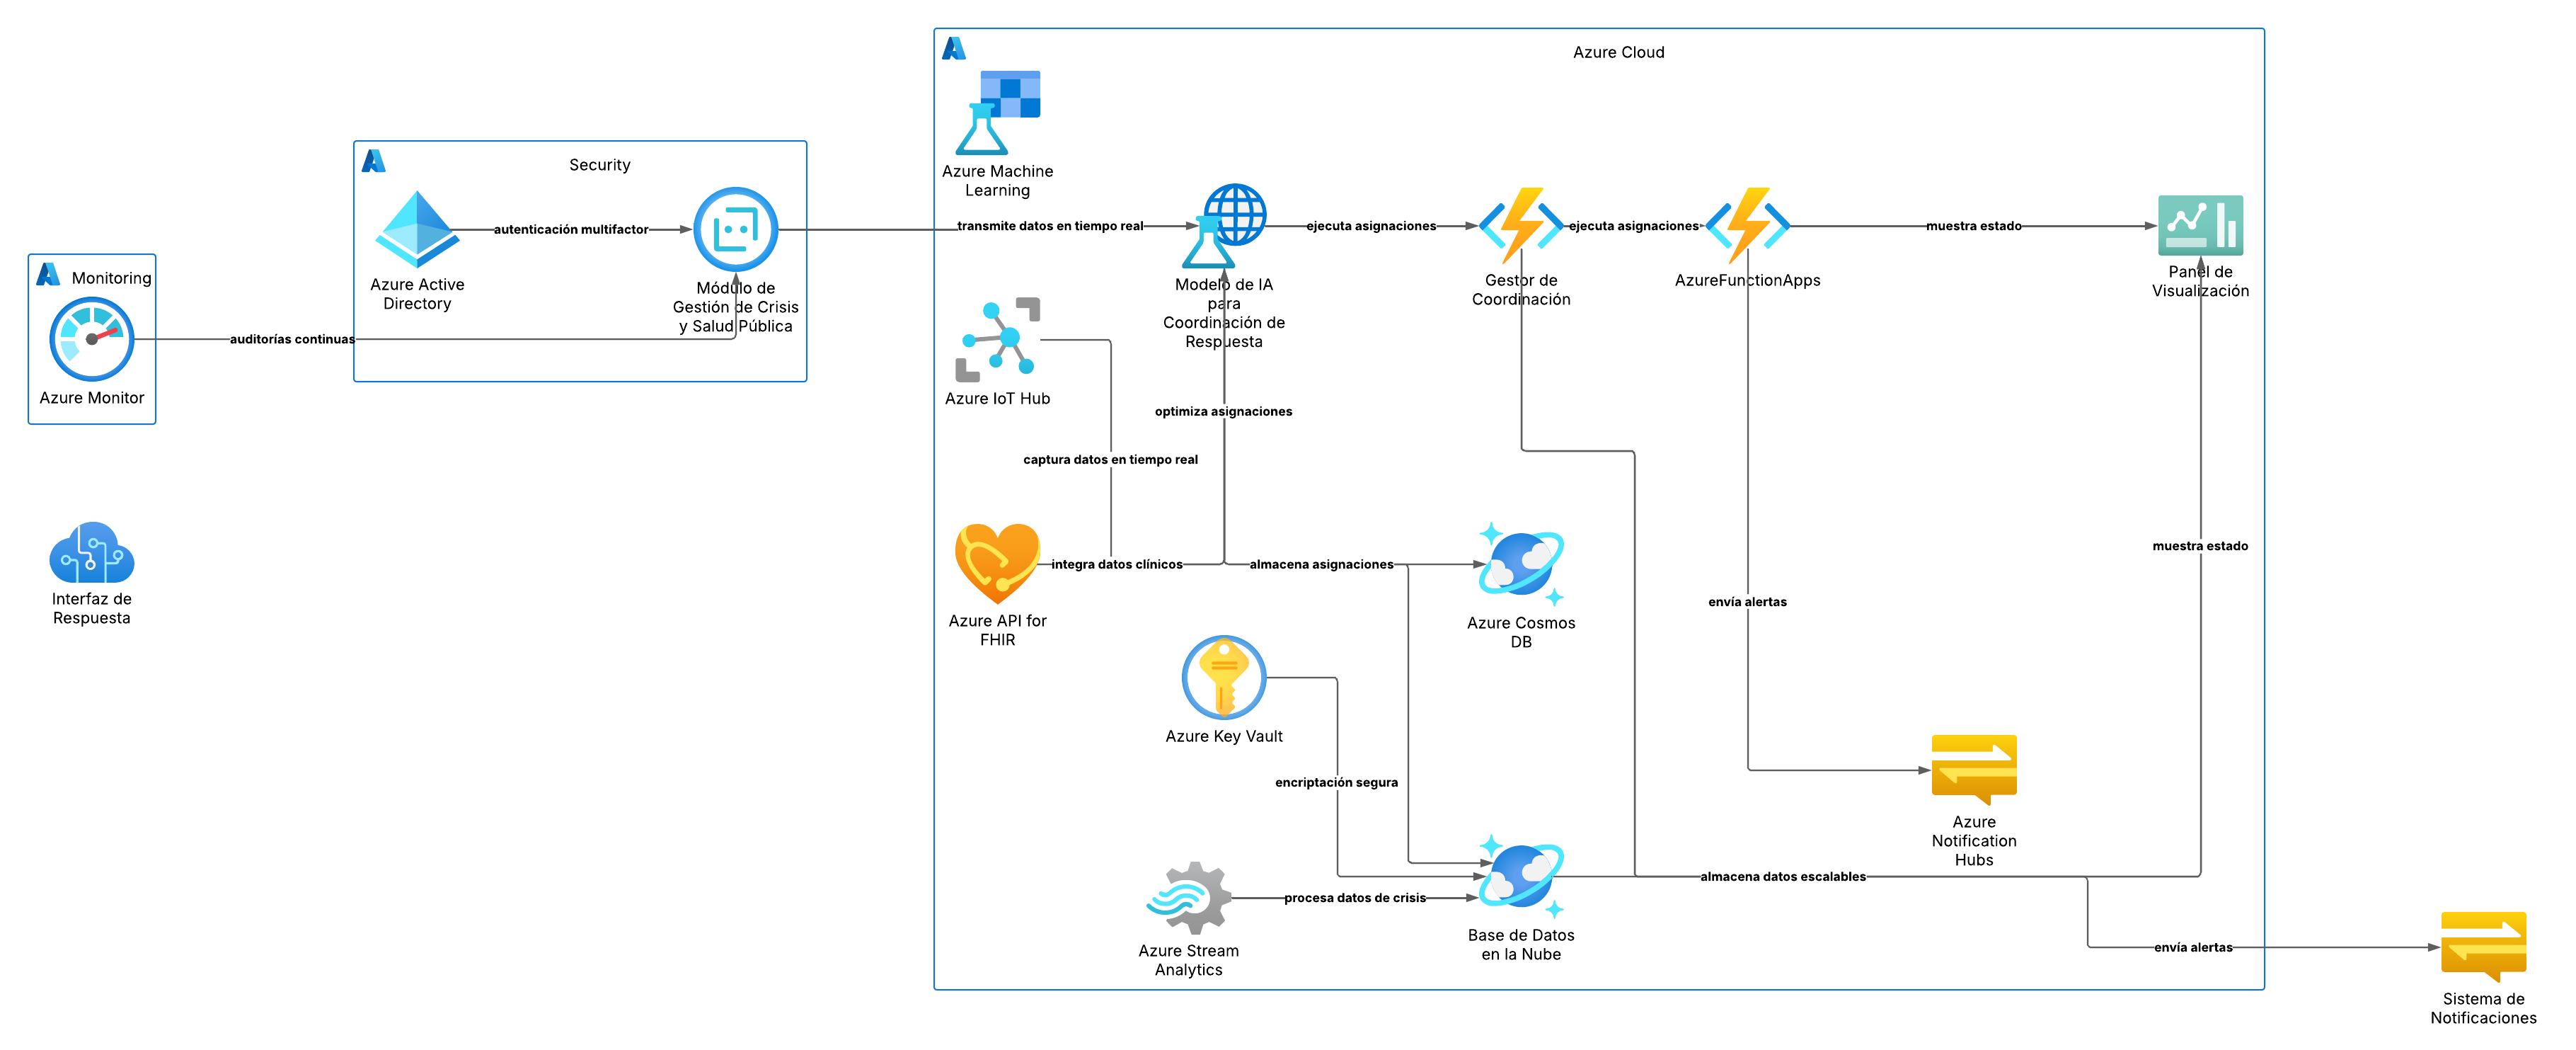 Azure Cloud
Azure Machine
Learning
Security
autenticación multifactor
transmite datos en tiempo real
ejecuta asignaciones
ejecuta asignaciones
muestra estado
Monitoring
Azure Active
Directory
Módulo de
Gestión de Crisis
y Salud Pública
Modelo de IA
para
Coordinación de
Respuesta
Gestor de
Coordinación
AzureFunctionApps
Panel de
Visualización
auditorías continuas
Azure Monitor
Azure IoT Hub
optimiza asignaciones
captura datos en tiempo real
muestra estado
integra datos clínicos
almacena asignaciones
Interfaz de
Respuesta
envía alertas
Azure API for
FHIR
Azure Cosmos
DB
Azure Key Vault
encriptación segura
Azure
Notification
Hubs
almacena datos escalables
procesa datos de crisis
Base de Datos
en la Nube
Azure Stream
Analytics
envía alertas
Sistema de
Notificaciones